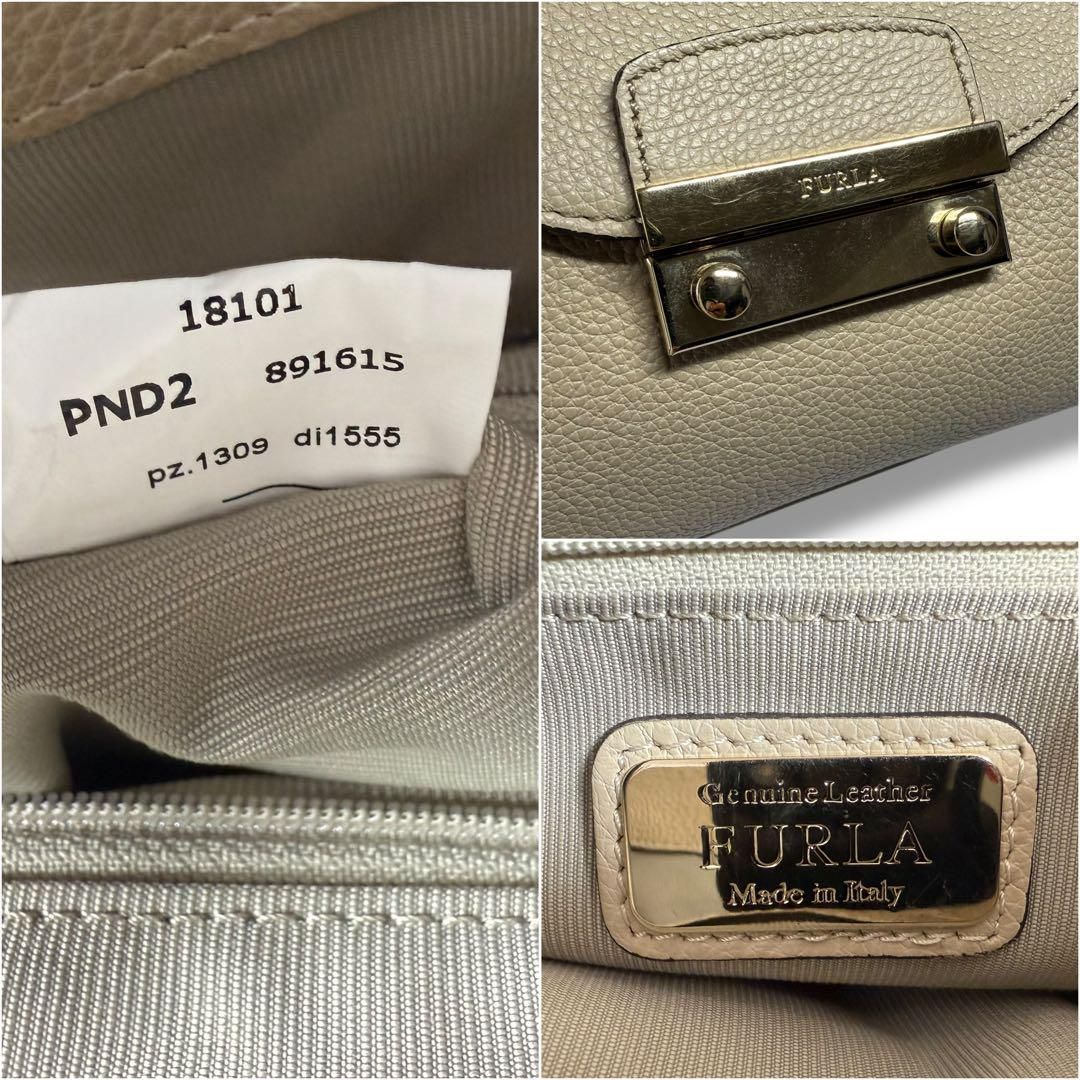 18101
PND2 891615
pz.1309 di1555
FURLA
Genuine Leather
FURLA
Made in Italy